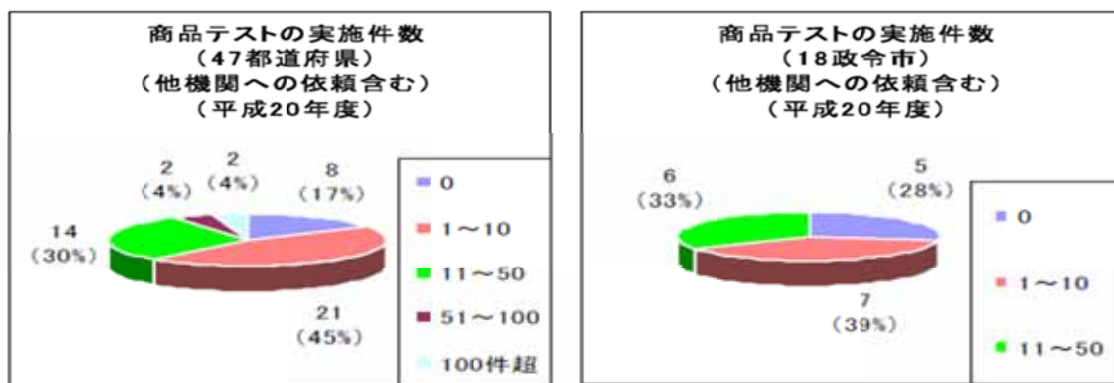 商品テストの実施件数
(47都道府県)
(他機関への依頼含む)
(平成20年度)
2
(4%)
2
(4%)
8
(17%)
14
(30%)
21
(45%)
0
1~10
11~50
51~100
100件超
商品テストの実施件数
(18政令市)
(他機関への依頼含む)
(平成20年度)
6
(33%)
5
(28%)
7
(39%)
0
1~10
11~50